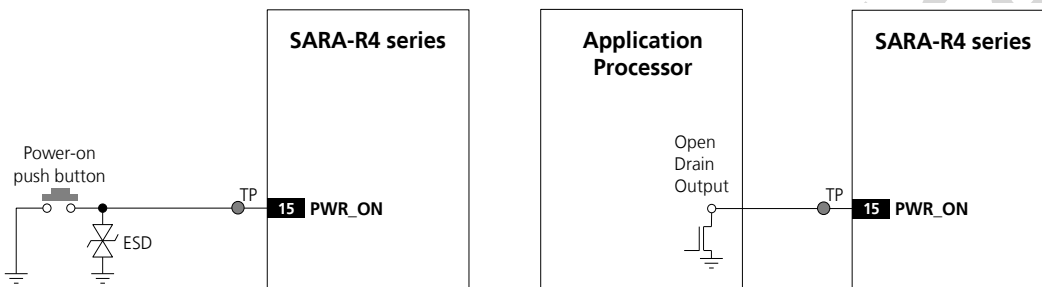 SARA-R4 series
Power-on
push button
TP
15 PWR_ON
ESD
Application
Processor
SARA-R4 series
Open
Drain
Output
TP
15 PWR_ON